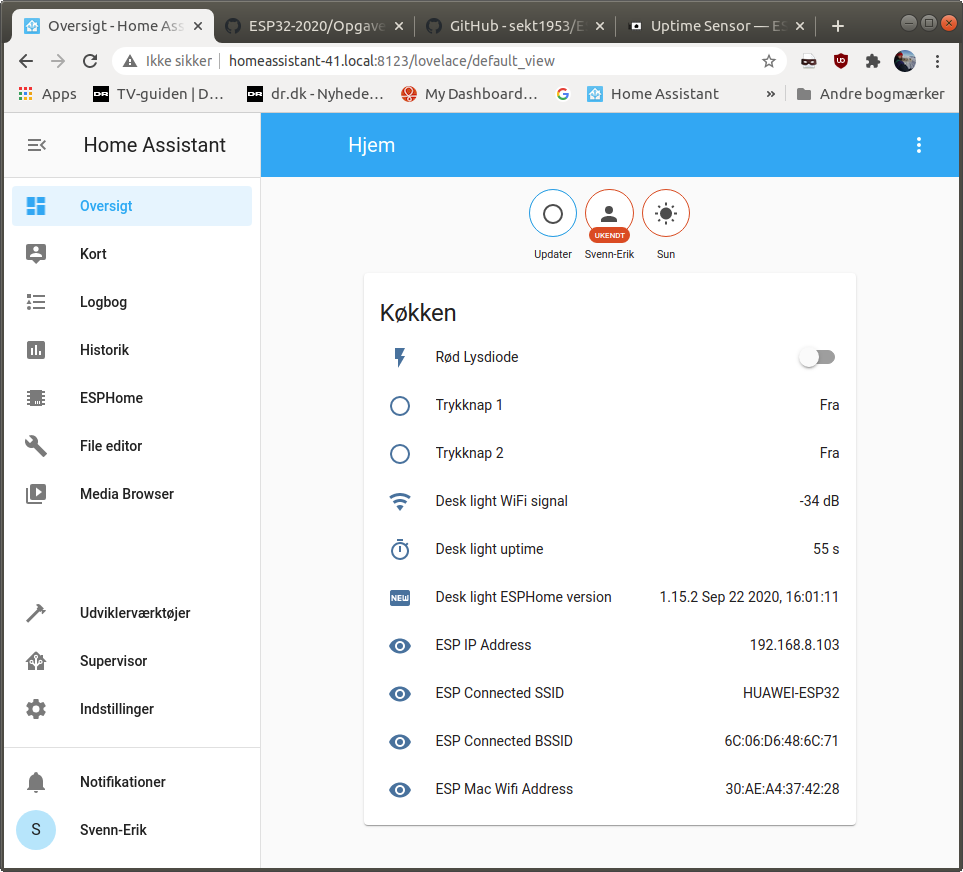 Oversigt - Home Ass
ESP32-2020/Opgave
GitHub - sekt1953/E
Uptime Sensor — ES
Ikke sikker
homeassistant-41.local:8123/lovelace/default_view
Apps
DR TV-guiden | D...
DR dr.dk - Nyhede...
My Dashboard...
G
Home Assistant
»
Andre bogmærker
Home Assistant
Hjem
Oversigt
Kort
Logbog
Historik
ESPHome
File editor
Media Browser
Udviklerværktøjer
Supervisor
Indstillinger
Notifikationer
S Svenn-Erik
UKENDT
Updater
Svenn-Erik
Sun
Køkken
Rød Lysdiode
Trykknap 1 Fra
Trykknap 2 Fra
Desk light WiFi signal -34 dB
Desk light uptime 55 s
NEW Desk light ESPHome version 1.15.2 Sep 22 2020, 16:01:11
ESP IP Address 192.168.8.103
ESP Connected SSID HUAWEI-ESP32
ESP Connected BSSID 6C:06:D6:48:6C:71
ESP Mac Wifi Address 30:AE:A4:37:42:28